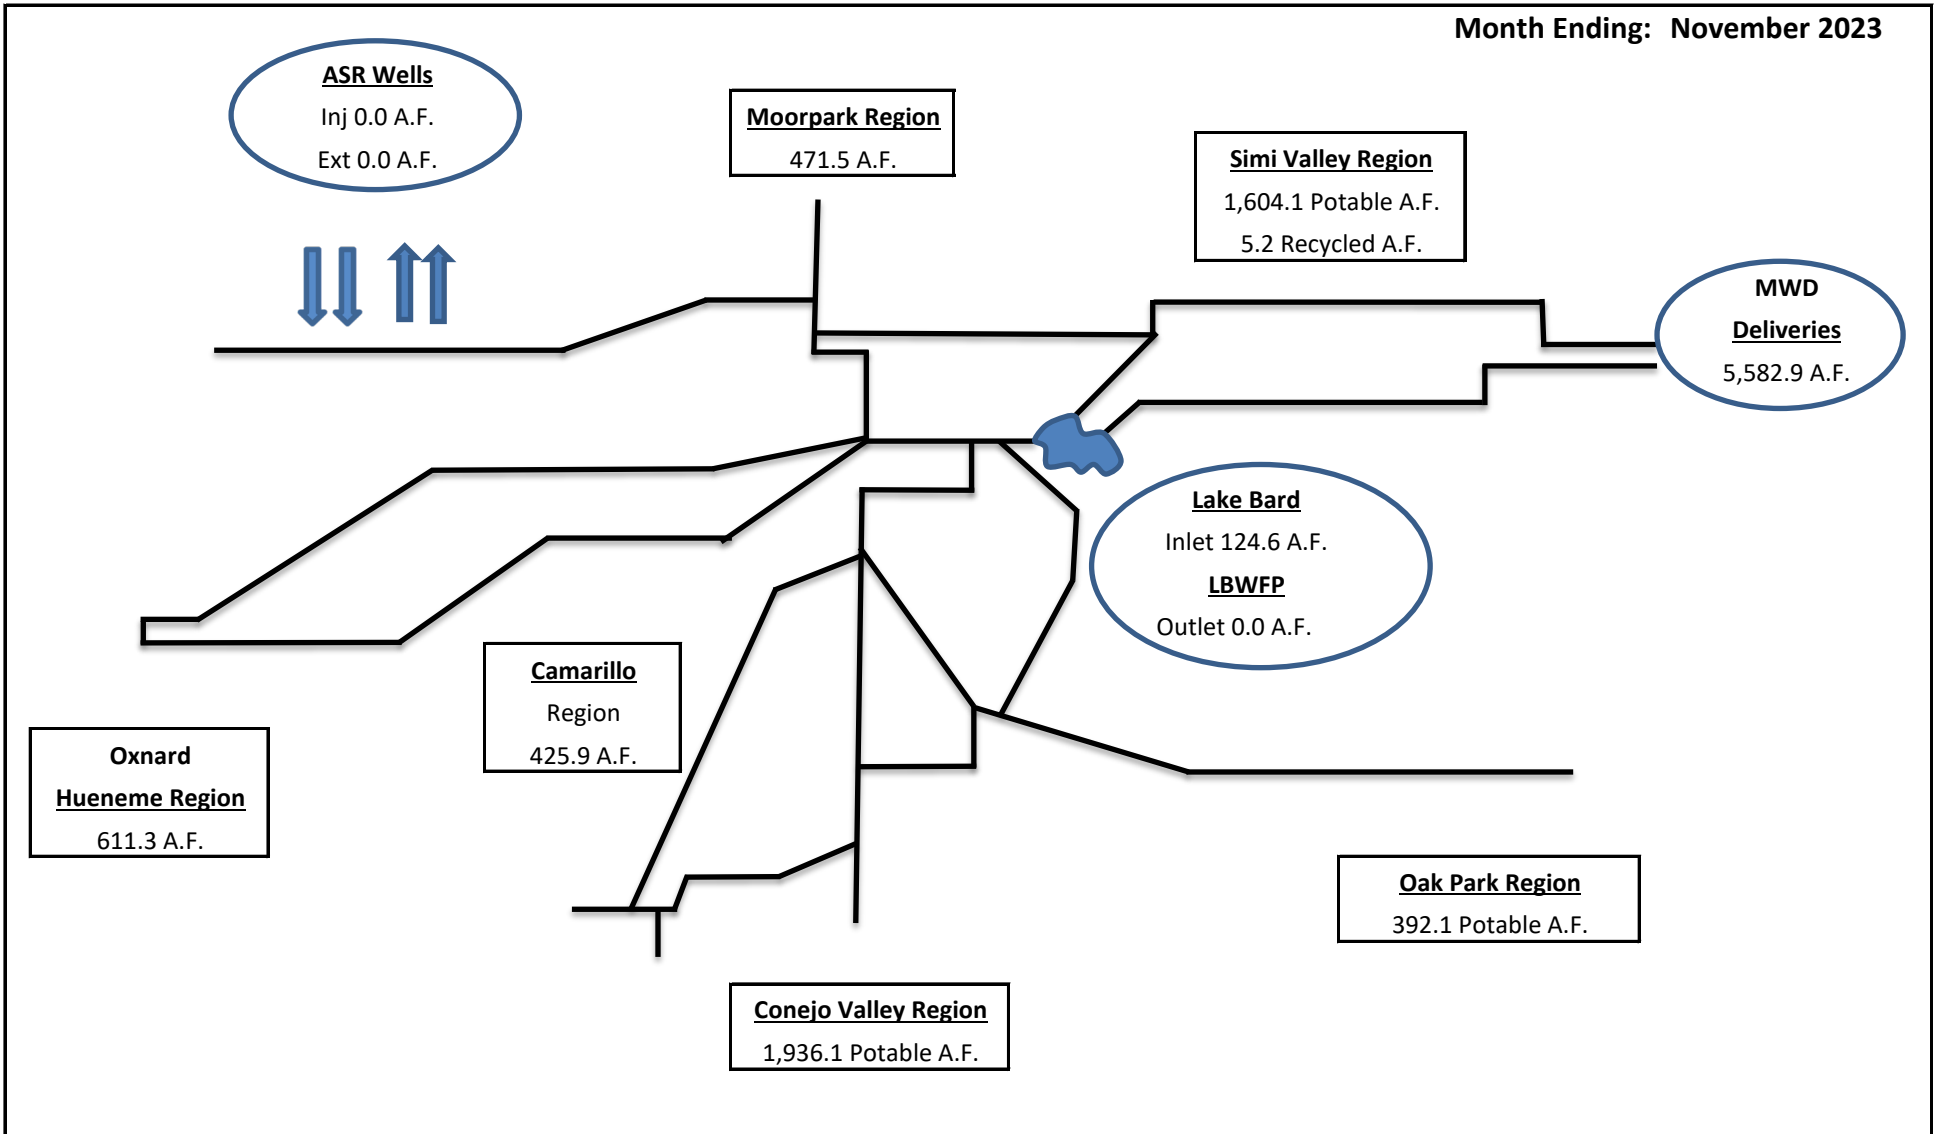 Month Ending: November 2023
ASR Wells
Inj 0.0 A.F.
Ext 0.0 A.F.
Moorpark Region
471.5 A.F.
Simi Valley Region
1,604.1 Potable A.F.
5.2 Recycled A.F.
MWD
Deliveries
5,582.9 A.F.
Lake Bard
Inlet 124.6 A.F.
LBWFP
Outlet 0.0 A.F.
Camarillo
Region
425.9 A.F.
Oxnard
Hueneme Region
611.3 A.F.
Oak Park Region
392.1 Potable A.F.
Conejo Valley Region
1,936.1 Potable A.F.